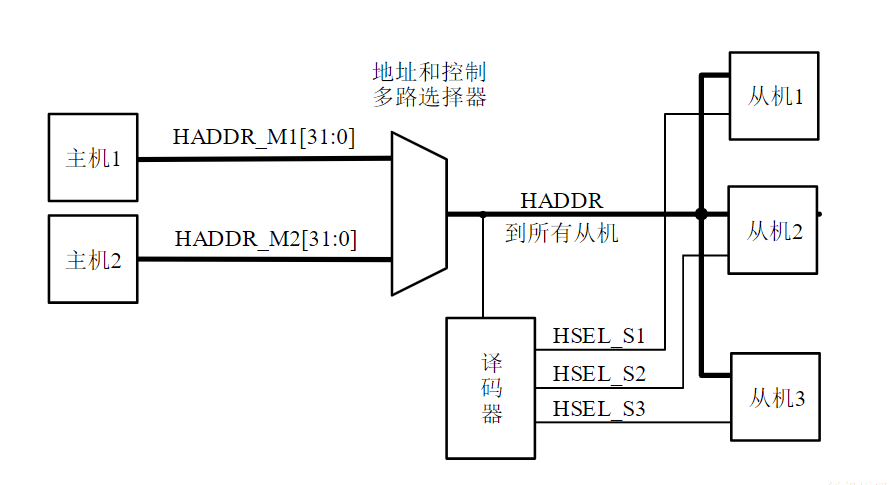 地址和控制
多路选择器
从机1
主机1
HADDR_M1[31:0]
HADDR
到所有从机
从机2
主机2
HADDR_M2[31:0]
译
码
器
HSEL_S1
HSEL_S2
HSEL_S3
从机3